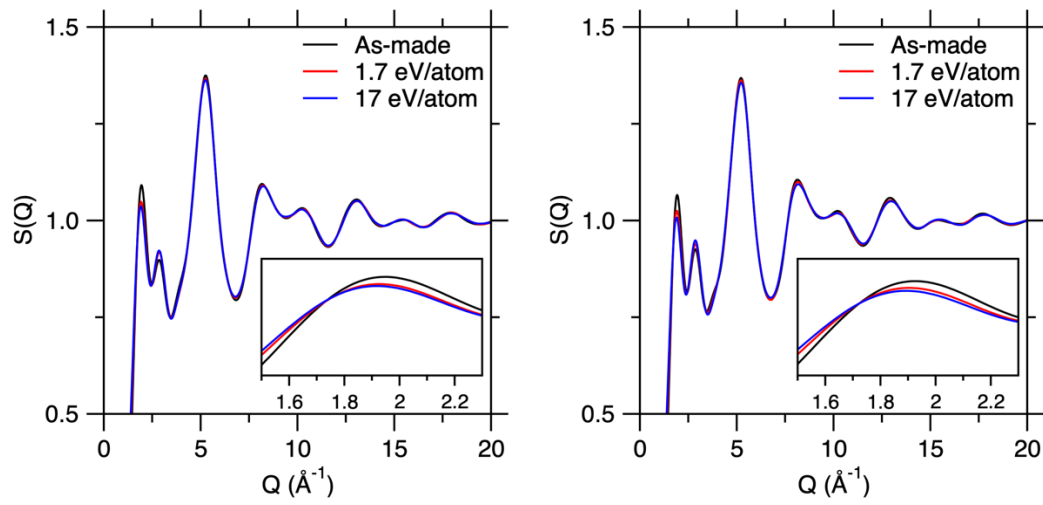 1.5
As-made
1.7 eV/atom
17 eV/atom
S(Q)
1.0
0.5
1.6 1.8 2 2.2
0 5 10 15 20
Q (Å⁻¹)
1.5
As-made
1.7 eV/atom
17 eV/atom
S(Q)
1.0
0.5
1.6 1.8 2 2.2
0 5 10 15 20
Q (Å⁻¹)